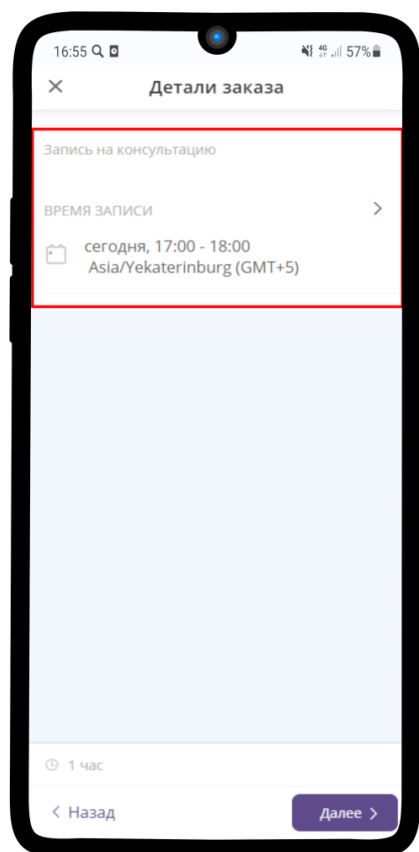 16:55
4G
57%
Детали заказа
Запись на консультацию
ВРЕМЯ ЗАПИСИ
сегодня, 17:00 - 18:00
Asia/Yekaterinburg (GMT+5)
1 час
Назад
Далее